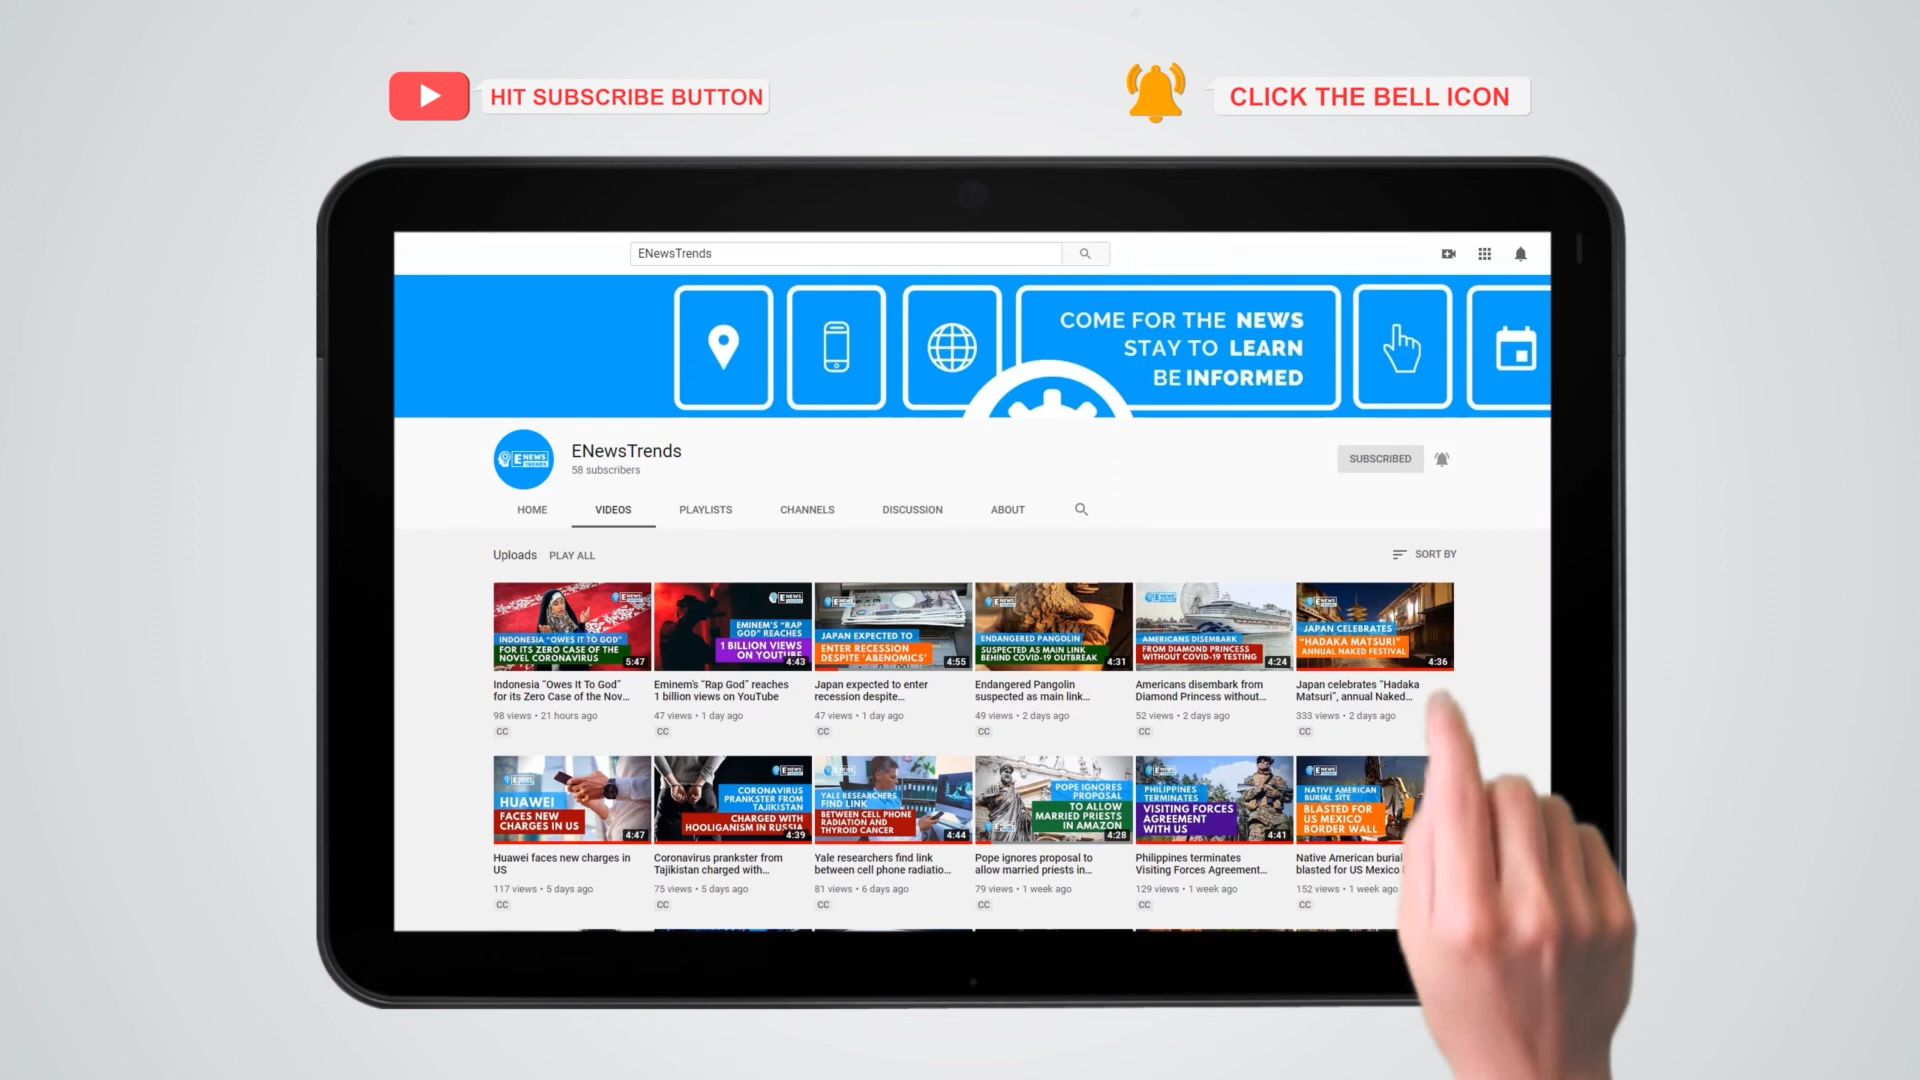 HIT SUBSCRIBE BUTTON
CLICK THE BELL ICON
ENewsTrends
COME FOR THE NEWS
STAY TO LEARN
BE INFORMED
E NEWS
TRENDS
ENewsTrends
58 subscribers
SUBSCRIBED
HOME VIDEOS PLAYLISTS CHANNELS DISCUSSION ABOUT
Uploads PLAY ALL
SORT BY
INDONESIA "OWES IT TO GOD"
FOR ITS ZERO CASE OF THE
NOVEL CORONAVIRUS
5:47
EMINEM'S "RAP
GOD" REACHES
1 BILLION VIEWS
ON YOUTUBE
4:43
JAPAN EXPECTED TO
ENTER RECESSION
DESPITE 'ABENOMICS'
4:55
ENDANGERED PANGOLIN
SUSPECTED AS MAIN LINK
BEHIND COVID-19 OUTBREAK
4:31
AMERICANS DISEMBARK
FROM DIAMOND PRINCESS
WITHOUT COVID-19 TESTING
4:24
JAPAN CELEBRATES
"HADAKA MATSURI"
ANNUAL NAKED FESTIVAL
4:36
Indonesia "Owes It To God"
for its Zero Case of the Nov...
98 views • 21 hours ago
CC
Eminem's "Rap God" reaches
1 billion views on YouTube
47 views • 1 day ago
CC
Japan expected to enter
recession despite...
47 views • 1 day ago
CC
Endangered Pangolin
suspected as main link...
49 views • 2 days ago
CC
Americans disembark from
Diamond Princess without...
52 views • 2 days ago
CC
Japan celebrates "Hadaka
Matsuri", annual Naked...
333 views • 2 days ago
CC
HUAWEI
FACES NEW
CHARGES IN US
4:47
CORONAVIRUS
PRANKSTER FROM
TAJIKISTAN
CHARGED WITH
HOOLIGANISM IN RUSSIA
4:39
YALE RESEARCHERS
FIND LINK
BETWEEN CELL PHONE
RADIATION AND
THYROID CANCER
4:44
POPE IGNORES
PROPOSAL
TO ALLOW
MARRIED PRIESTS
IN AMAZON
4:28
PHILIPPINES
TERMINATES
VISITING FORCES
AGREEMENT
WITH US
4:41
NATIVE AMERICAN
BURIAL SITE
BLASTED FOR
US MEXICO
BORDER WALL
Huawei faces new charges in
US
117 views • 5 days ago
CC
Coronavirus prankster from
Tajikistan charged with...
75 views • 5 days ago
CC
Yale researchers find link
between cell phone radiatio...
81 views • 6 days ago
CC
Pope ignores proposal to
allow married priests in...
79 views • 1 week ago
CC
Philippines terminates
Visiting Forces Agreement...
129 views • 1 week ago
CC
Native American burial
blasted for US Mexico
152 views • 1 week ago
CC